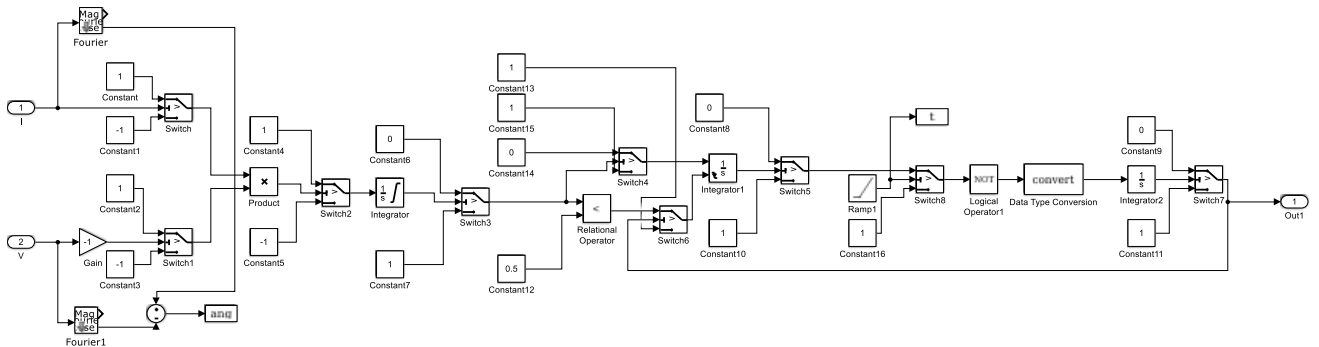 Fourier
1
Constant
1
I
>
Switch
-1
Constant1
1
Constant2
2
V
-1
Gain
>
Switch1
-1
Constant3
ang
Fourier1
1
Constant4
×
Product
>
Switch2
-1
Constant5
1
s
Integrator
0
Constant6
>
Switch3
1
Constant7
1
Constant13
1
Constant15
0
Constant14
>
Switch4
<
Relational
Operator
>
Switch6
0.5
Constant12
0
Constant8
1
s
Integrator1
>
Switch5
1
Constant10
t
Ramp1
1
Constant16
>
Switch8
NOT
Logical
Operator1
convert
Data Type Conversion
0
Constant9
1
s
Integrator2
>
Switch7
1
Constant11
1
Out1